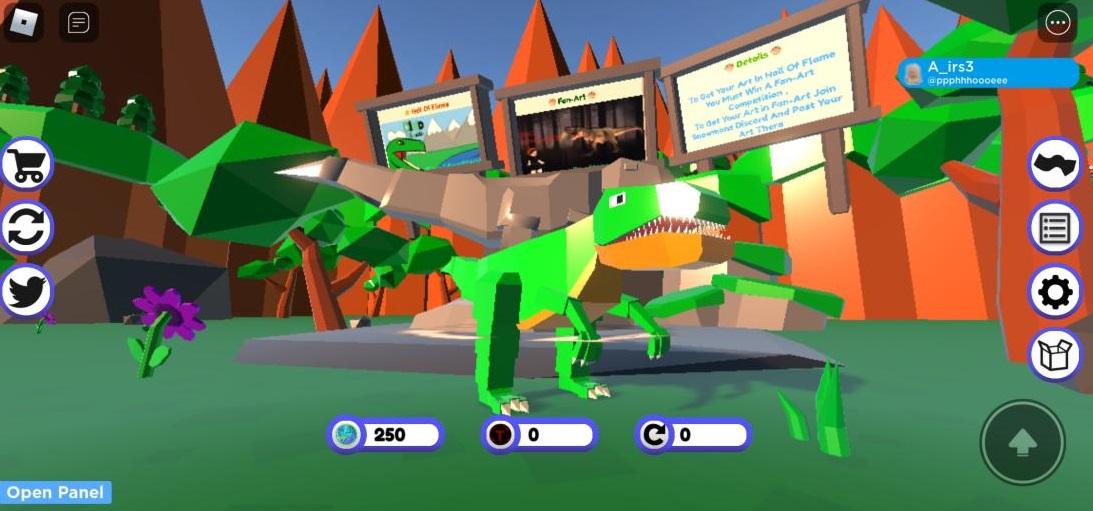 Hall Of Flame
Fan-Art
Details
To Get Your Art In Hall Of Flame
You Must Win A Fan-Art
Competition .
To Get Your Art in Fan-Art Join
Snowmons Discord And Post Your
Art There
A_irs3
@ppphhhoooeee
250
T
0
0
Open Panel